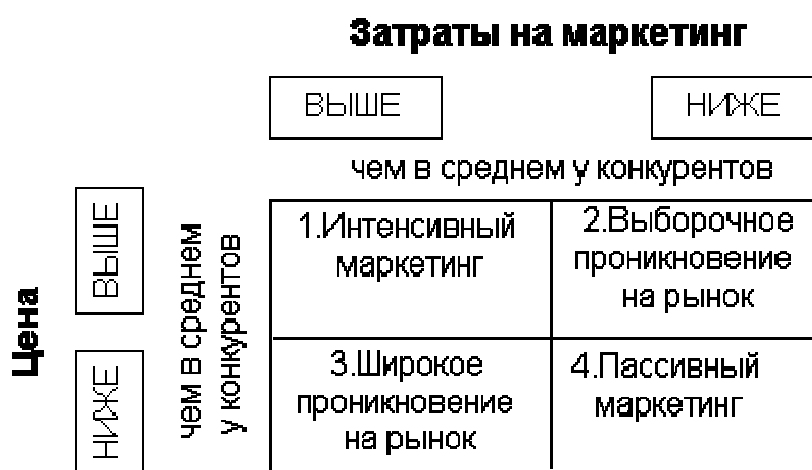 Затраты на маркетинг
ВЫШЕ
НИЖЕ
чем в среднем у конкурентов
Цена
ВЫШЕ
НИЖЕ
чем в среднем
у конкурентов
1.Интенсивный
маркетинг
2.Выборочное
проникновение
на рынок
3.Широкое
проникновение
на рынок
4.Пассивный
маркетинг